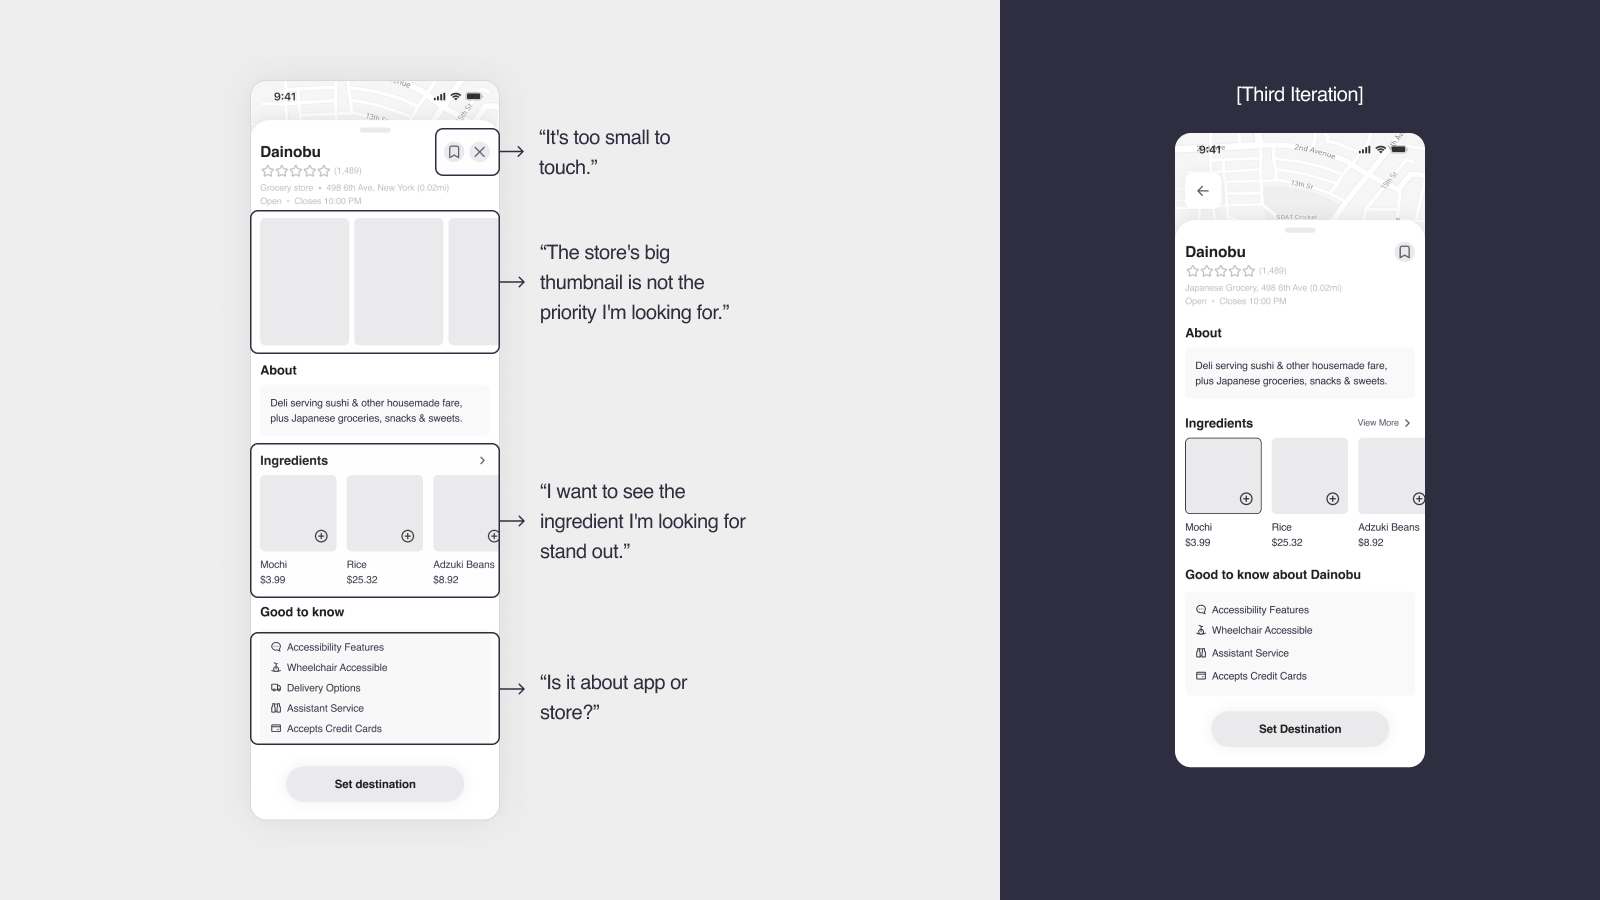 9:41
13th St
15th St
Dainobu
(1,489)
Grocery store • 498 6th Ave, New York (0.02mi)
Open • Closes 10:00 PM
About
Deli serving sushi & other housemade fare,
plus Japanese groceries, snacks & sweets.
Ingredients
Mochi
$3.99
Rice
$25.32
Adzuki Beans
$8.92
Good to know
Accessibility Features
Wheelchair Accessible
Delivery Options
Assistant Service
Accepts Credit Cards
Set destination
“It's too small to
touch.”
“The store's big
thumbnail is not the
priority I'm looking for.”
“I want to see the
ingredient I'm looking for
stand out.”
“Is it about app or
store?”
[Third Iteration]
9:41
2nd Avenue
13th St
15th St
SDAT Cricket
Dainobu
(1,489)
Japanese Grocery, 498 6th Ave (0.02mi)
Open • Closes 10:00 PM
About
Deli serving sushi & other housemade fare,
plus Japanese groceries, snacks & sweets.
Ingredients
View More
Mochi
$3.99
Rice
$25.32
Adzuki Beans
$8.92
Good to know about Dainobu
Accessibility Features
Wheelchair Accessible
Assistant Service
Accepts Credit Cards
Set Destination